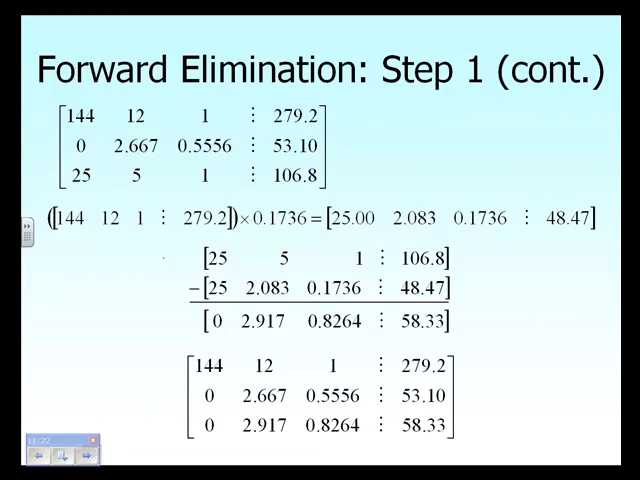 Forward Elimination: Step 1 (cont.)
144 12 1 ⋮ 279.2
0 2.667 0.5556 ⋮ 53.10
25 5 1 ⋮ 106.8
([144 12 1 ⋮ 279.2])×0.1736=[25.00 2.083 0.1736 ⋮ 48.47]
[25 5 1 ⋮ 106.8]
−[25 2.083 0.1736 ⋮ 48.47]
[0 2.917 0.8264 ⋮ 58.33]
144 12 1 ⋮ 279.2
0 2.667 0.5556 ⋮ 53.10
0 2.917 0.8264 ⋮ 58.33
11/22